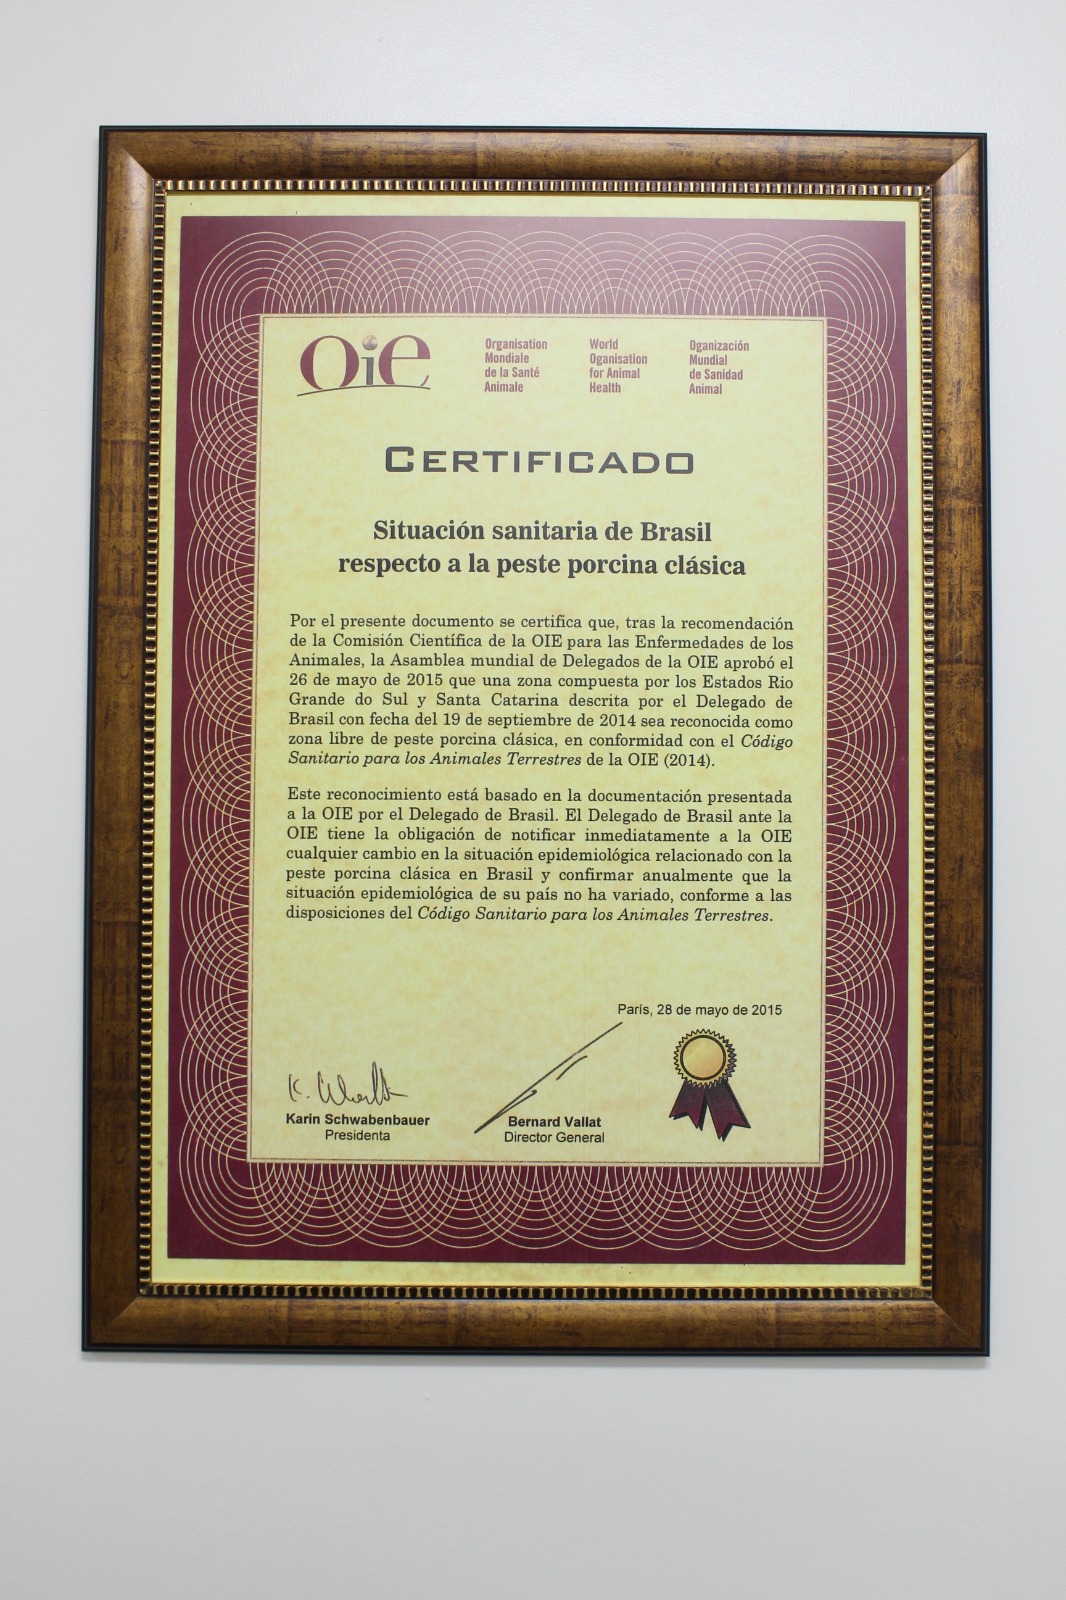 OiE
Organisation
Mondiale
de la Santé
Animale
World
Oganisation
for Animal
Health
Oganización
Mundial
de Sanidad
Animal
CERTIFICADO
Situación sanitaria de Brasil
respecto a la peste porcina clásica
Por el presente documento se certifica que, tras la recomendación
de la Comisión Científica de la OIE para las Enfermedades de los
Animales, la Asamblea mundial de Delegados de la OIE aprobó el
26 de mayo de 2015 que una zona compuesta por los Estados Rio
Grande do Sul y Santa Catarina descrita por el Delegado de
Brasil con fecha del 19 de septiembre de 2014 sea reconocida como
zona libre de peste porcina clásica, en conformidad con el Código
Sanitario para los Animales Terrestres de la OIE (2014).
Este reconocimiento está basado en la documentación presentada
a la OIE por el Delegado de Brasil. El Delegado de Brasil ante la
OIE tiene la obligación de notificar inmediatamente a la OIE
cualquier cambio en la situación epidemiológica relacionado con la
peste porcina clásica en Brasil y confirmar anualmente que la
situación epidemiológica de su país no ha variado, conforme a las
disposiciones del Código Sanitario para los Animales Terrestres.
París, 28 de mayo de 2015
Karin Schwabenbauer
Presidenta
Bernard Vallat
Director General